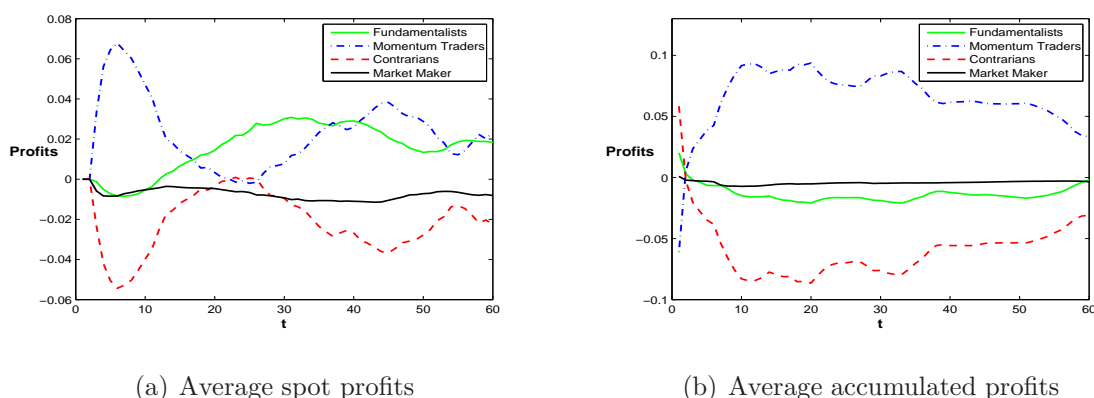 0.08
0.06
0.04
0.02
0
−0.02
−0.04
−0.06
Profits
0 10 20 30 40 50 60
t
Fundamentalists
Momentum Traders
Contrarians
Market Maker
(a) Average spot profits
0.1
0.05
0
−0.05
−0.1
Profits
0 10 20 30 40 50 60
t
Fundamentalists
Momentum Traders
Contrarians
Market Maker
(b) Average accumulated profits